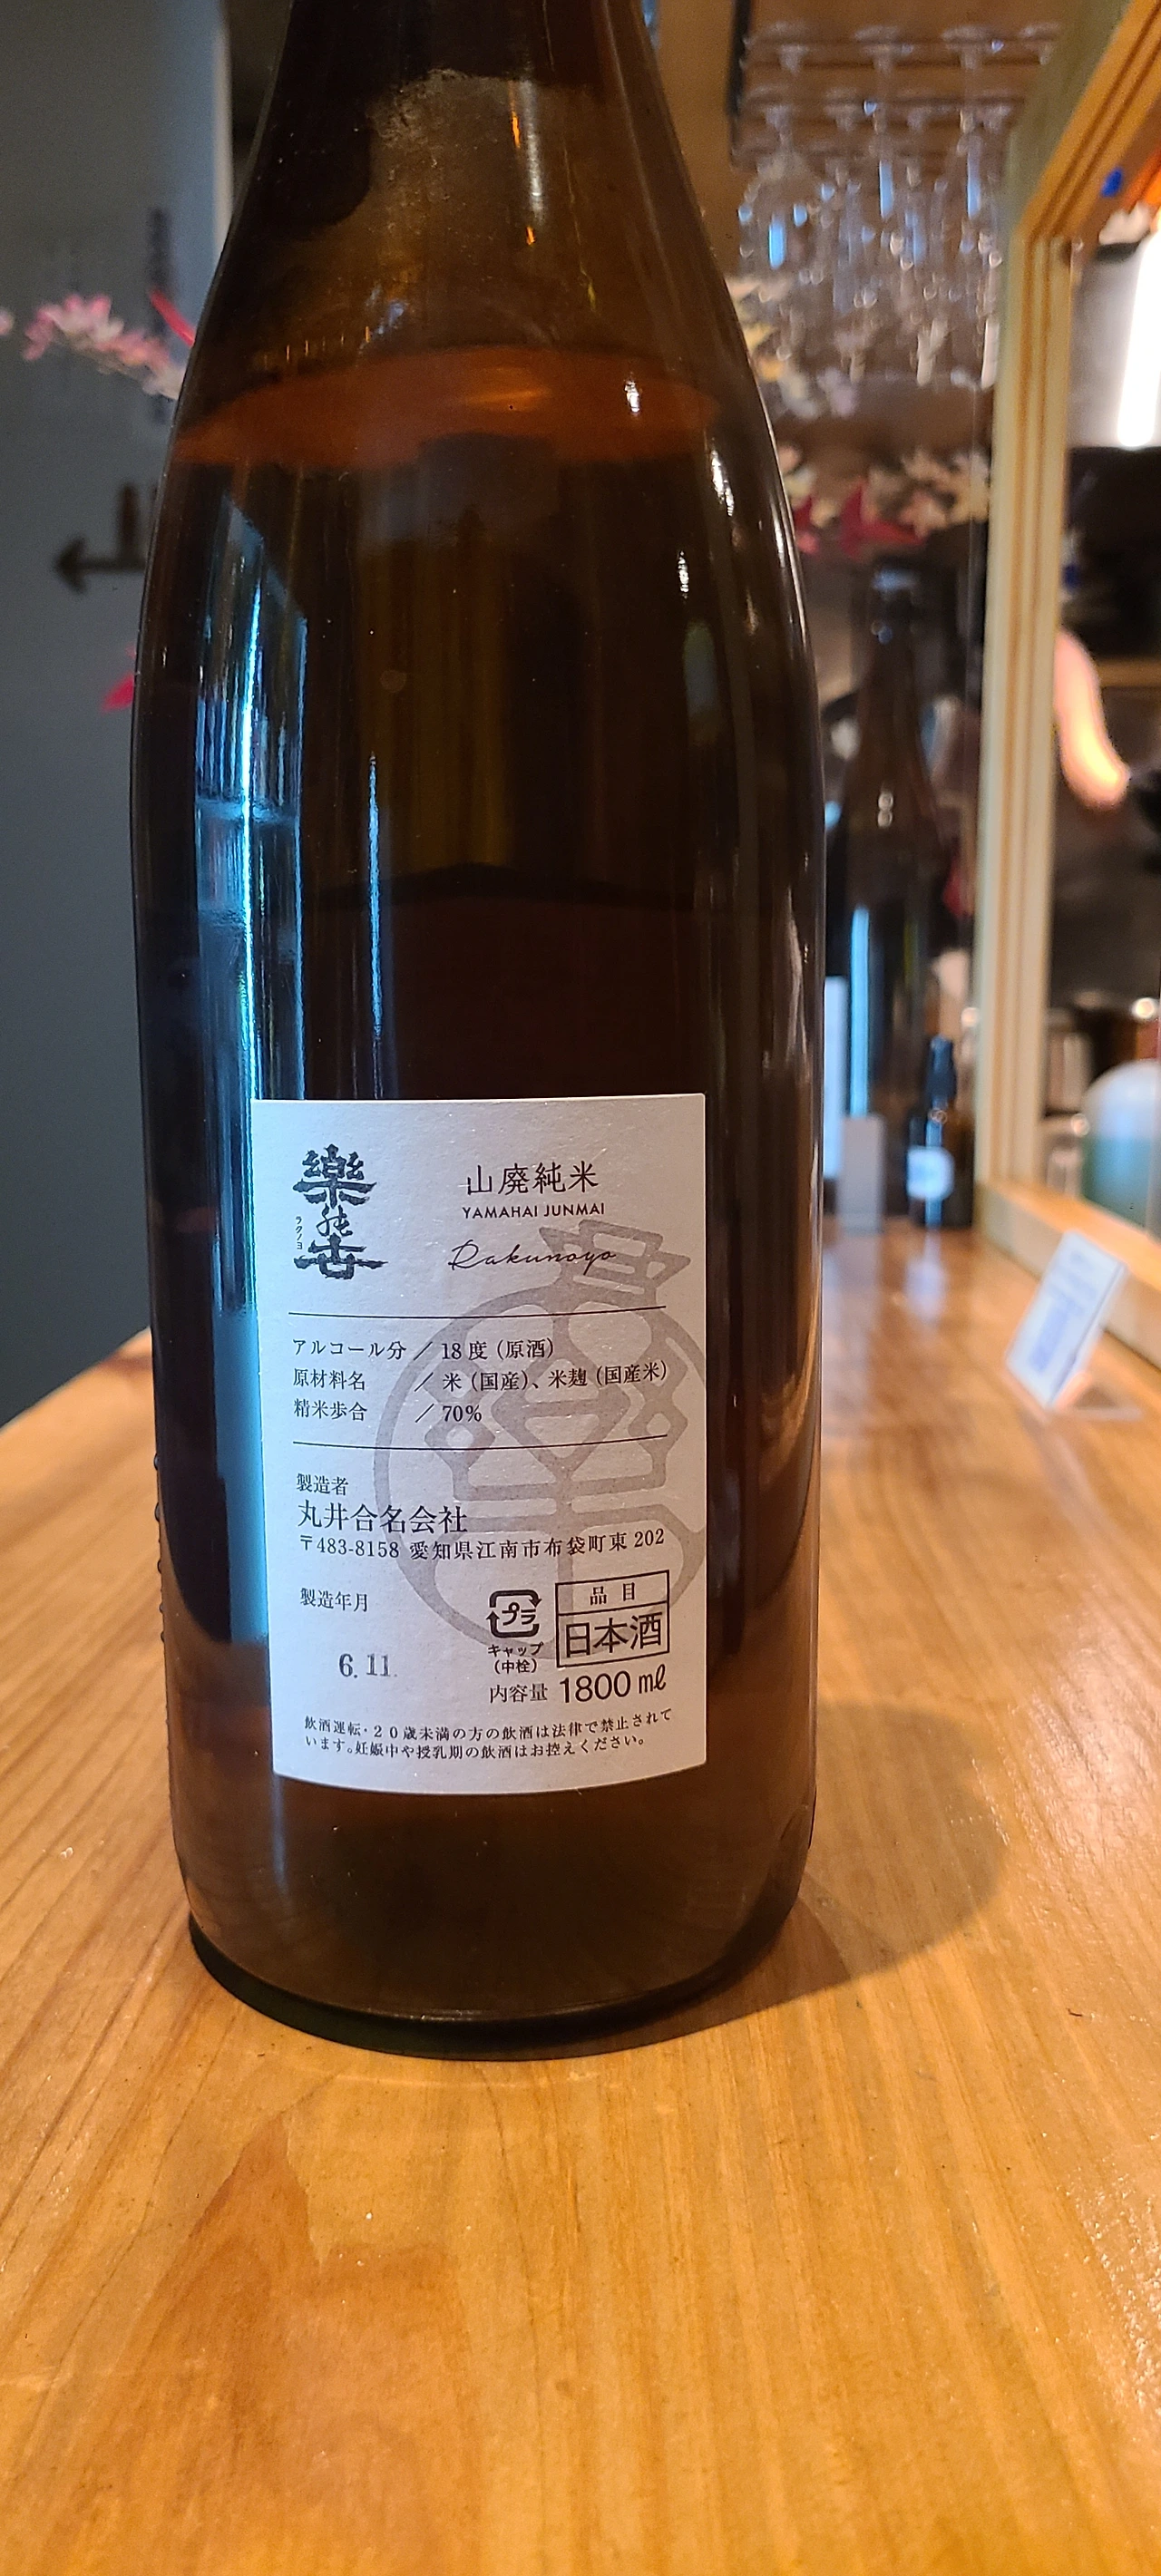 樂の世
ラクノヨ
山廃純米
YAMAHAI JUNMAI
Rakunoyo
アルコール分 ／ 18度（原酒）
原材料名 ／ 米（国産）、米麹（国産米）
精米歩合 ／ 70%
製造者
丸井合名会社
〒483-8158 愛知県江南市布袋町東202
製造年月
6.11.
プラ
キャップ
（中栓）
品目
日本酒
内容量 1800㎖
飲酒運転・２０歳未満の方の飲酒は法律で禁止されて
います。妊娠中や授乳期の飲酒はお控えください。